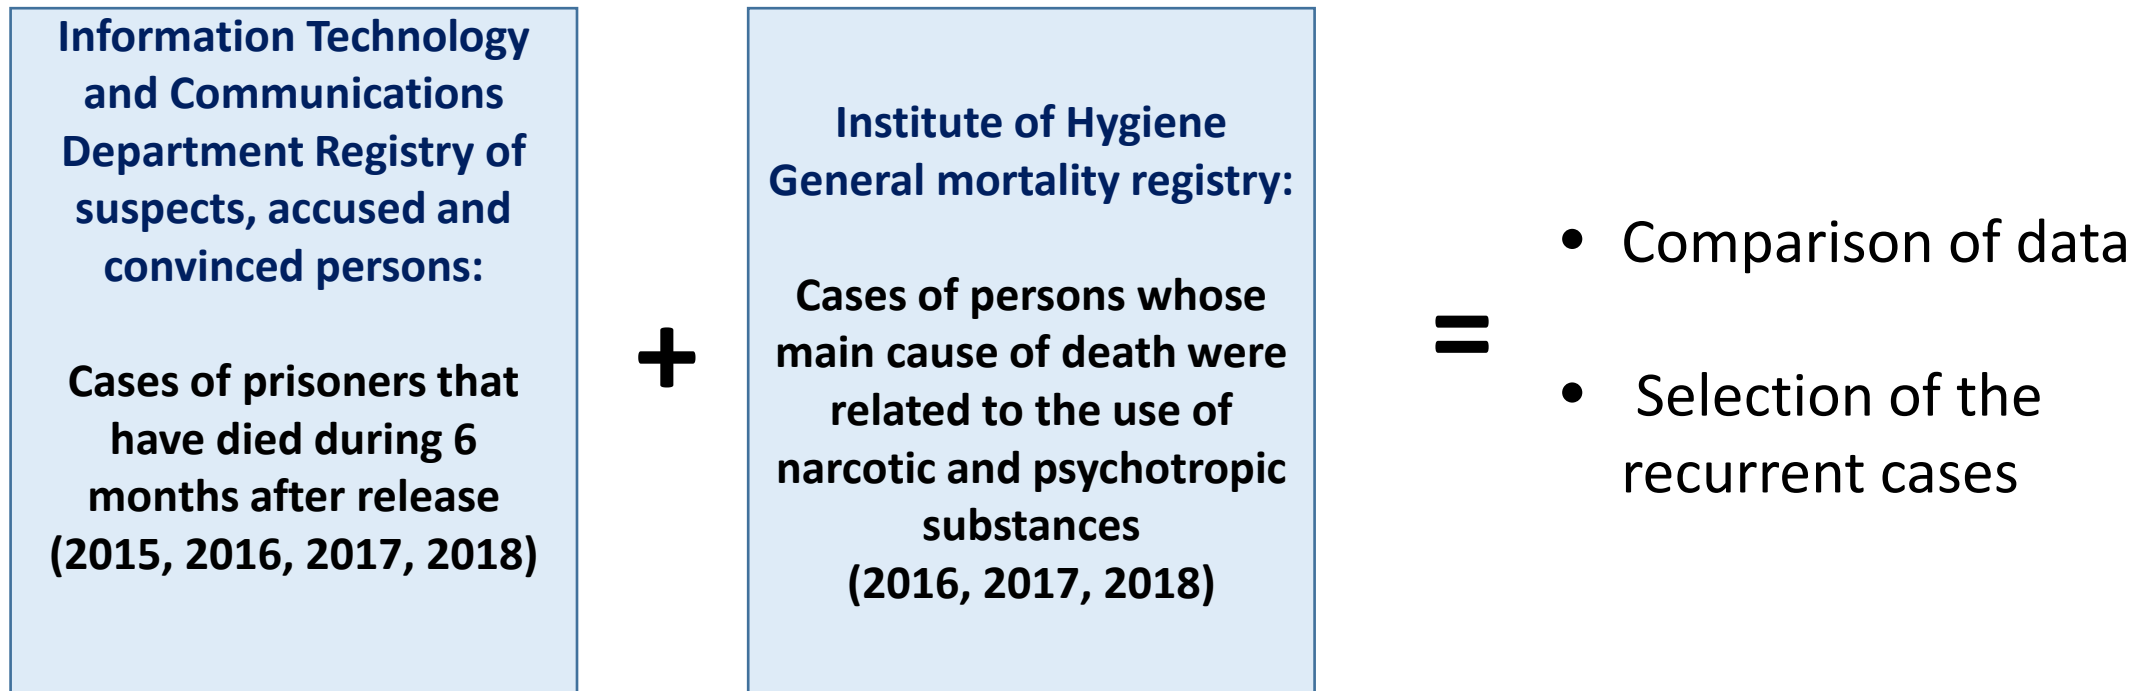 Information Technology
and Communications
Department Registry of
suspects, accused and
convinced persons:
Cases of prisoners that
have died during 6
months after release
(2015, 2016, 2017, 2018)
+
Institute of Hygiene
General mortality registry:
Cases of persons whose
main cause of death were
related to the use of
narcotic and psychotropic
substances
(2016, 2017, 2018)
=
• Comparison of data
• Selection of the
recurrent cases